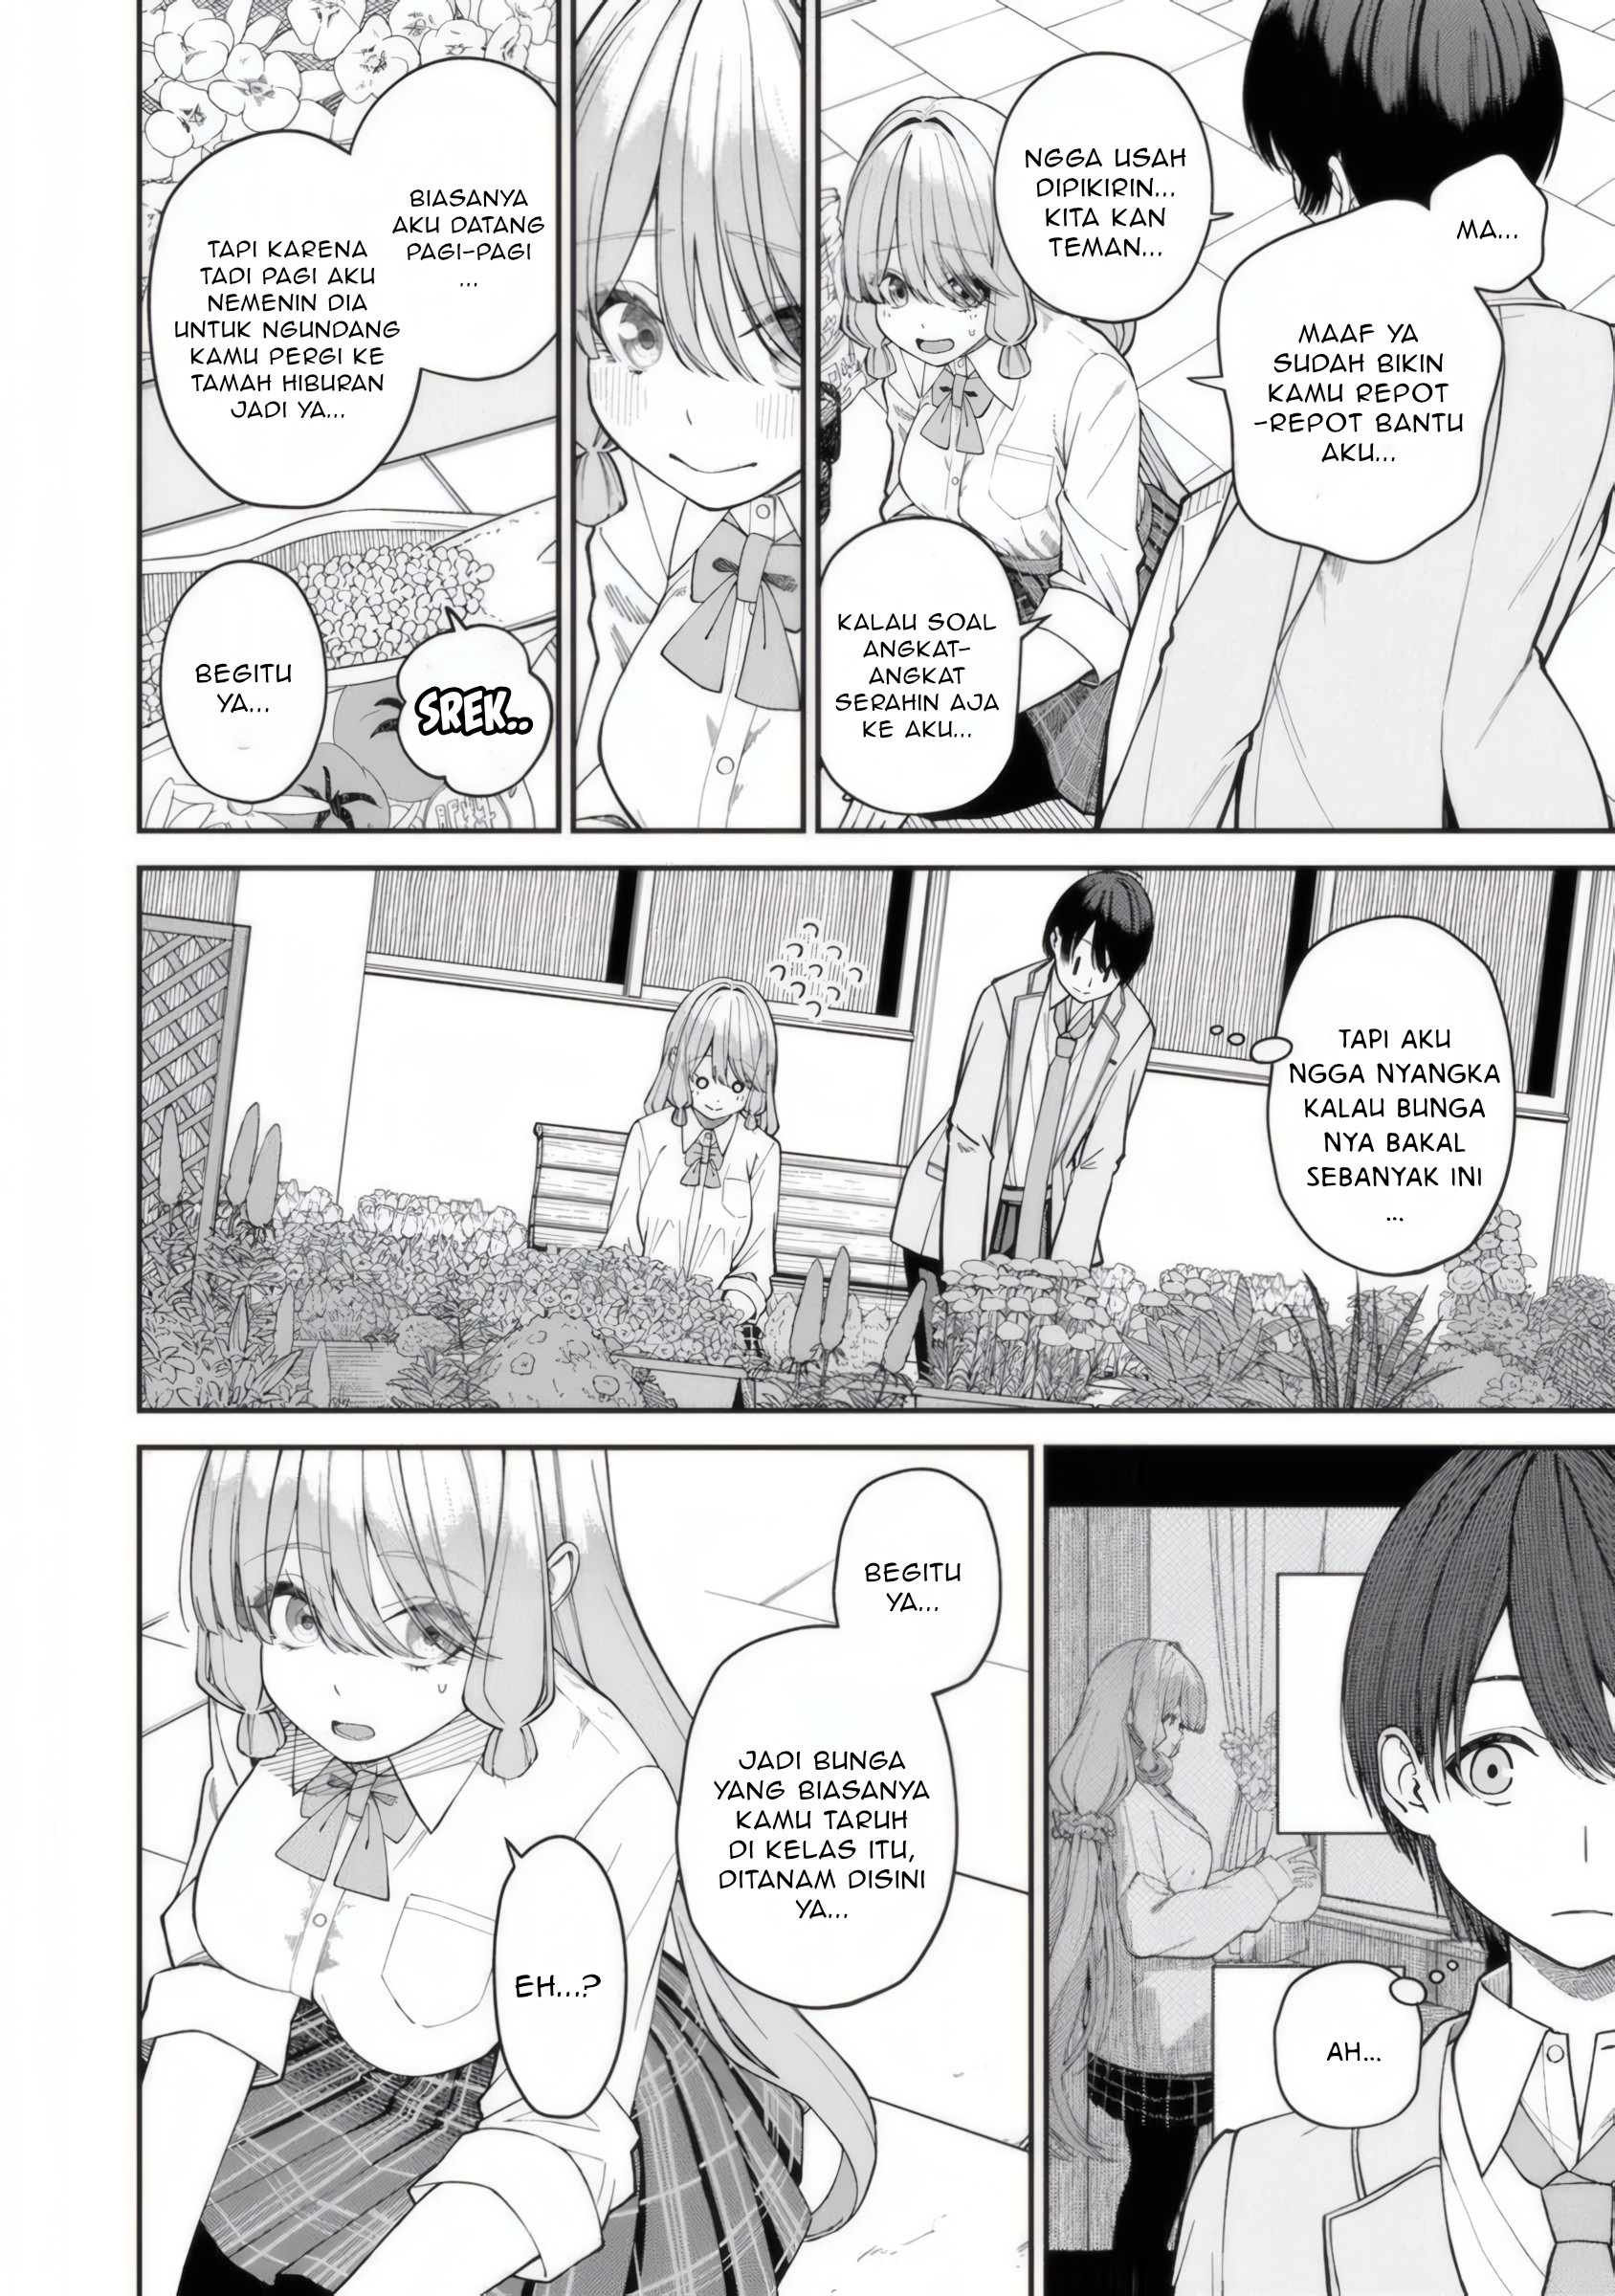 MA...
MAAF YA
SUDAH BIKIN
KAMU REPOT
-REPOT BANTU
AKU...
NGGA USAH
DIPIKIRIN...
KITA KAN
TEMAN...
KALAU SOAL
ANGKAT-
ANGKAT
SERAHIN AJA
KE AKU...
BIASANYA
AKU DATANG
PAGI-PAGI
...
TAPI KARENA
TADI PAGI AKU
NEMENIN DIA
UNTUK NGUNDANG
KAMU PERGI KE
TAMAH HIBURAN
JADI YA...
SREK..
BEGITU
YA...
TAPI AKU
NGGA NYANGKA
KALAU BUNGA
NYA BAKAL
SEBANYAK INI
...
AH...
BEGITU
YA...
JADI BUNGA
YANG BIASANYA
KAMU TARUH
DI KELAS ITU,
DITANAM DISINI
YA...
EH...?